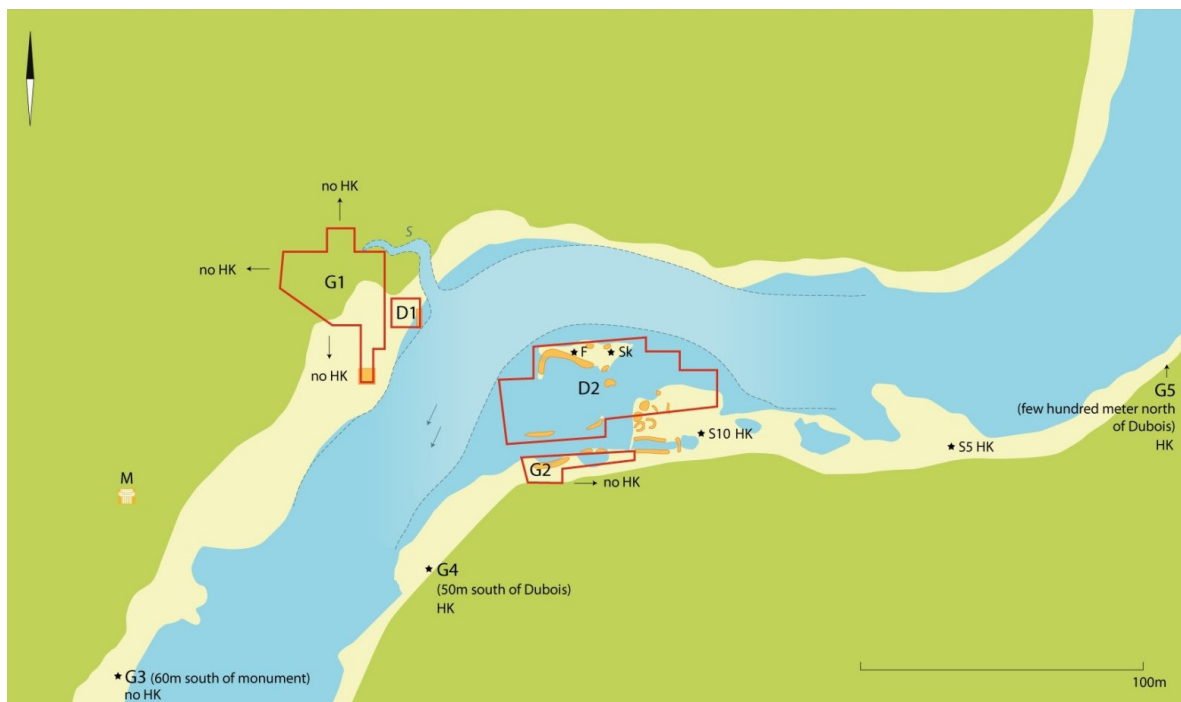 no HK
S
no HK
G1
D1
no HK
F
Sk
D2
G5
(few hundred meter north
of Dubois)
HK
S10 HK
S5 HK
G2
no HK
M
G4
(50m south of Dubois)
HK
G3 (60m south of monument)
no HK
100m